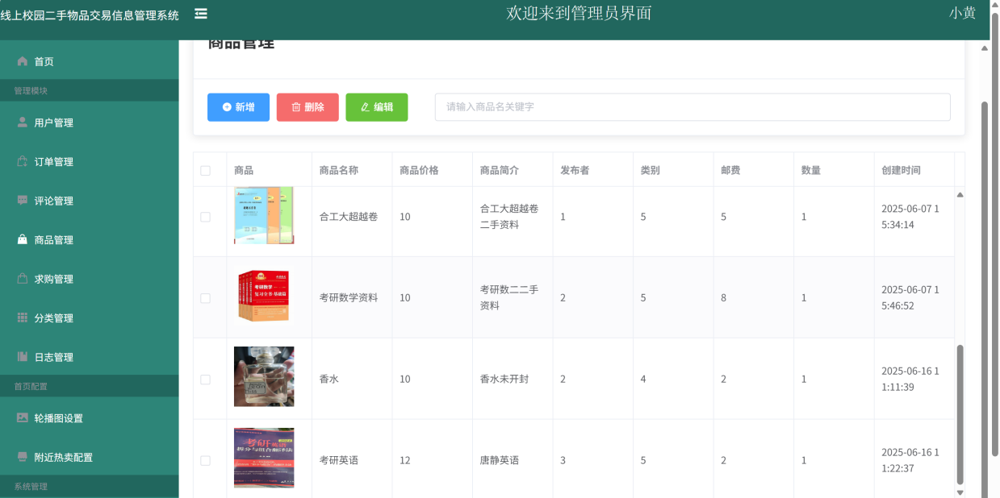 线上校园二手物品交易信息管理系统
欢迎来到管理员界面
小黄
首页
管理模块
用户管理
订单管理
评论管理
商品管理
求购管理
分类管理
日志管理
首页配置
轮播图设置
附近热卖配置
系统管理
商品管理
新增
删除
编辑
请输入商品名关键字
商品 商品名称 商品价格 商品简介 发布者 类别 邮费 数量 创建时间
合工大超越卷 10 合工大超越卷二手资料 1 5 5 1 2025-06-07 15:34:14
考研数学
复习全书·基础篇
考研数学资料 10 考研数二二手资料 2 5 8 1 2025-06-07 15:46:52
香水 10 香水未开封 2 4 2 1 2025-06-16 11:11:39
考研英语
拆分与组合翻译法
考研英语 12 唐静英语 3 5 2 1 2025-06-16 11:22:37